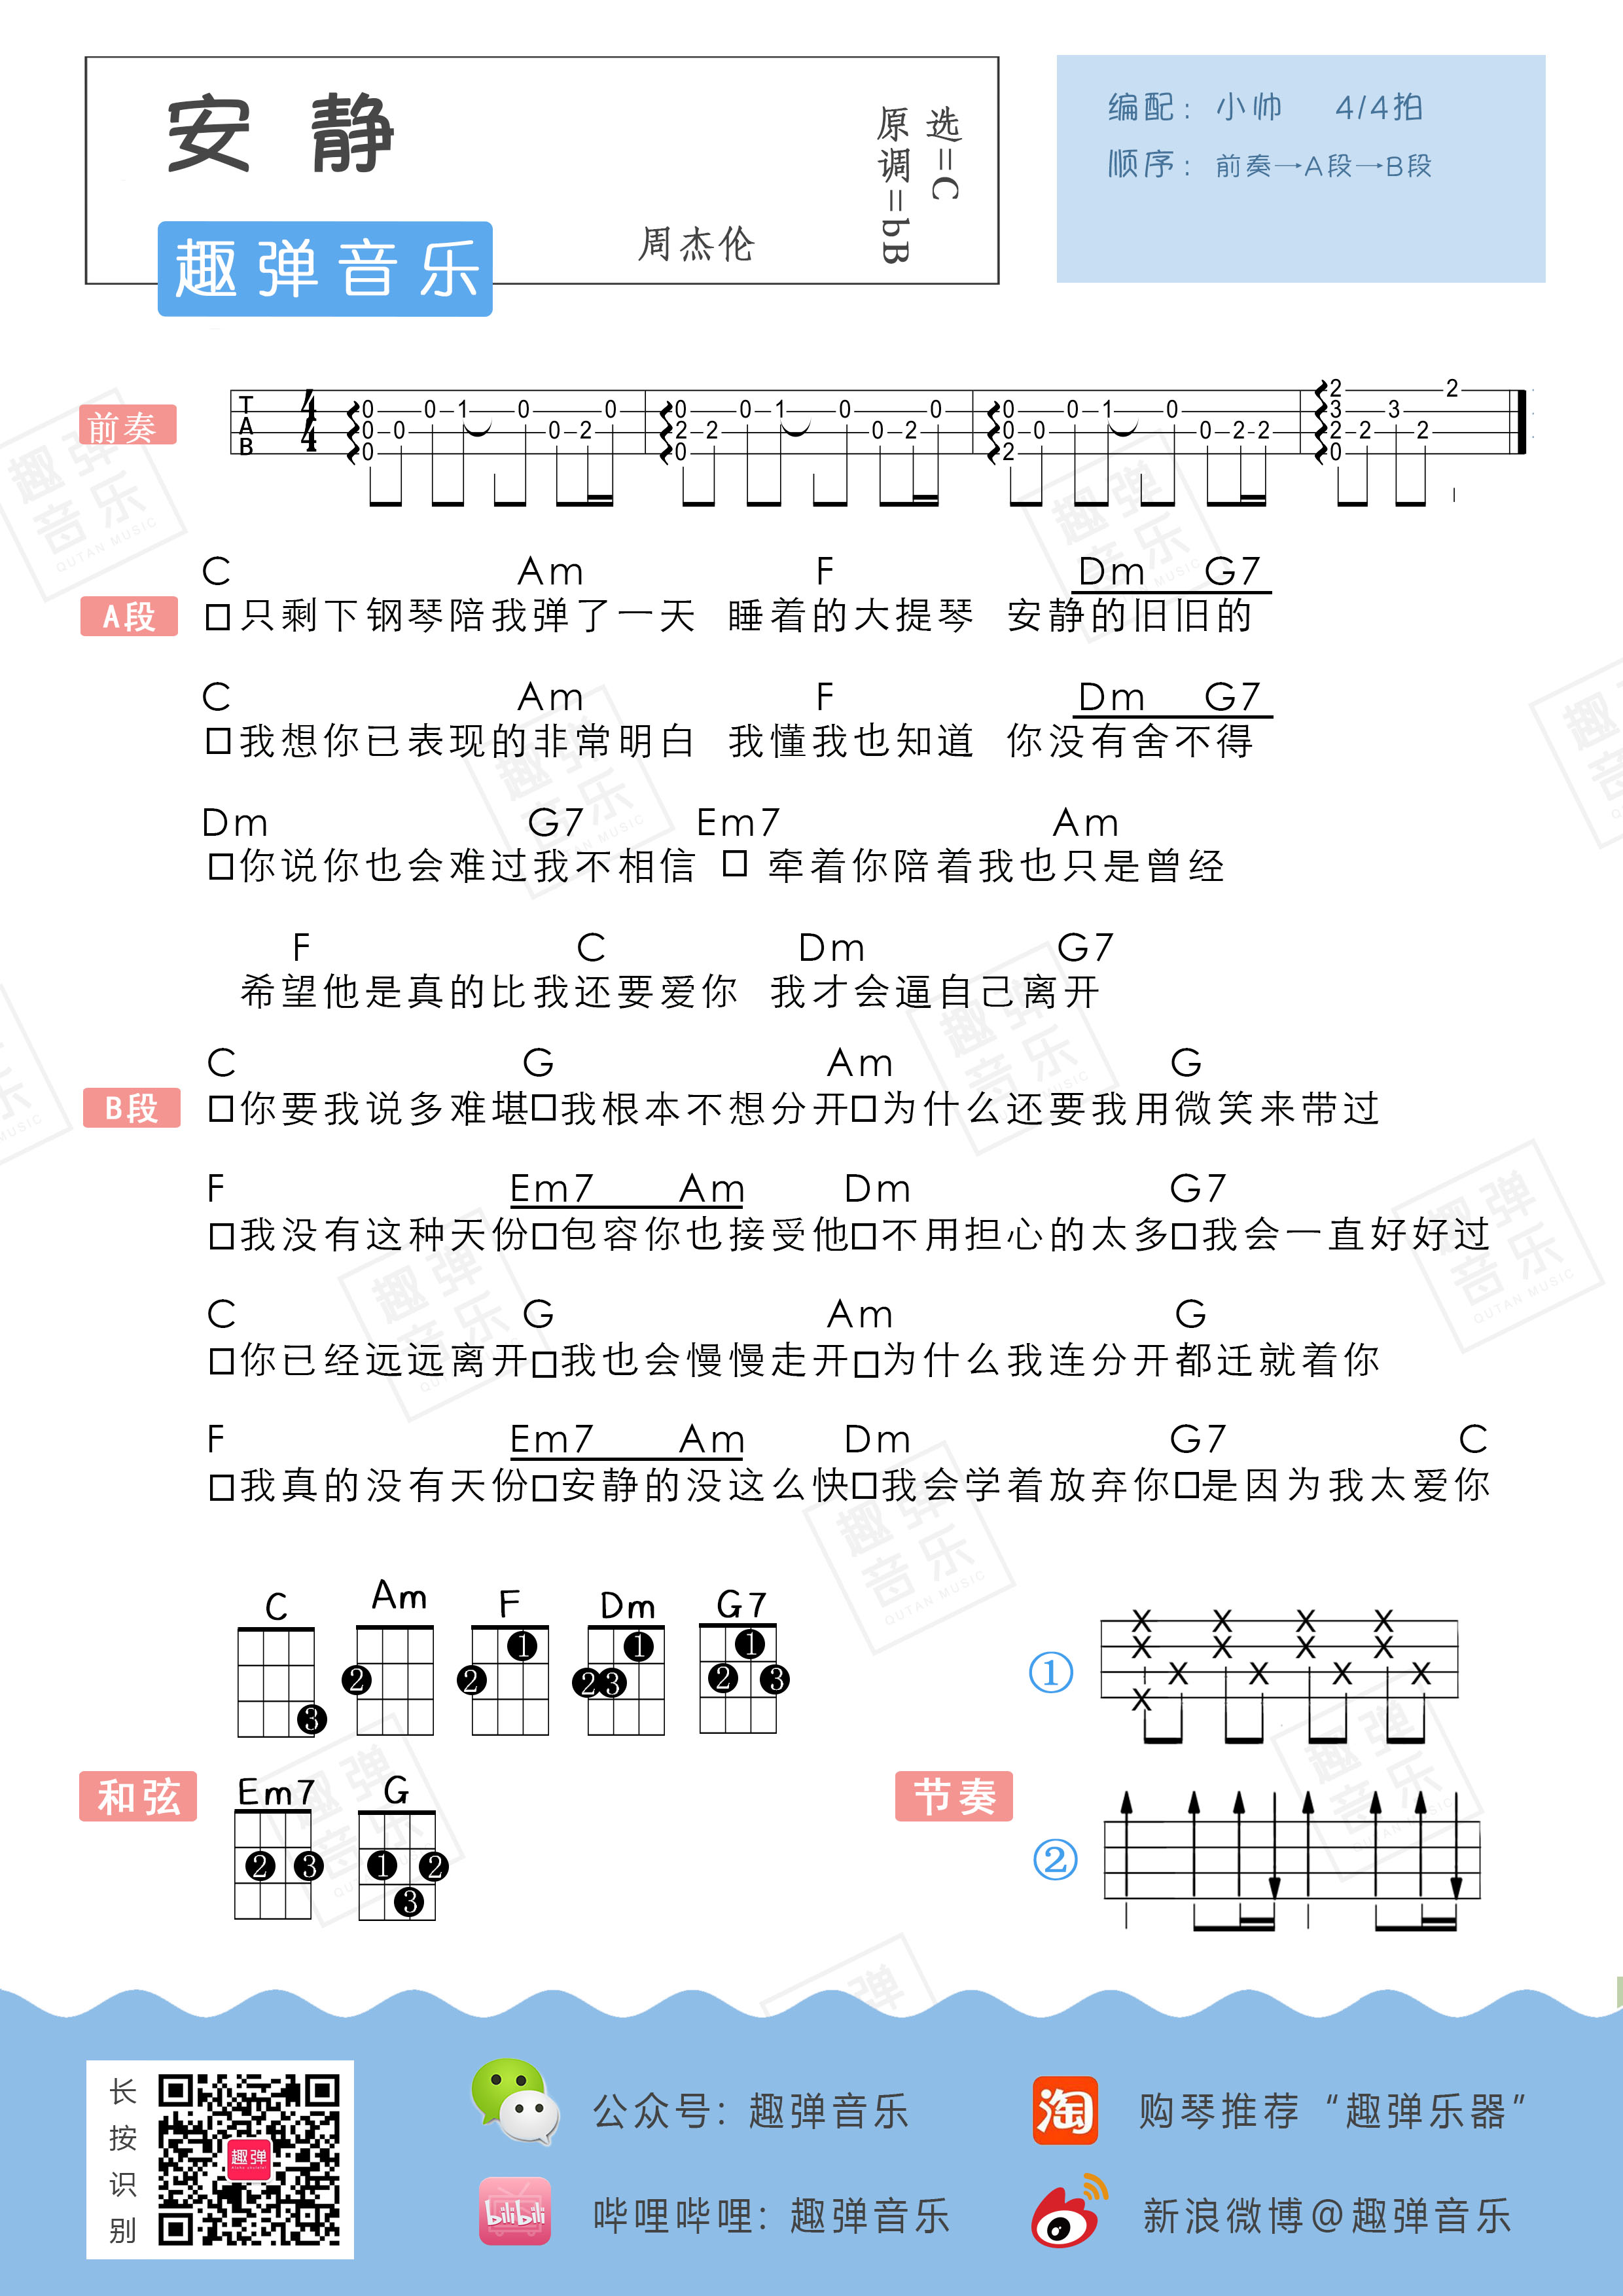 安 静
趣弹音乐
周杰伦
原调=bB
选=C
编配：小帅 4/4拍
顺序：前奏→A段→B段
前奏
T
A
B
4
4
0 0 0 0 0 1 0 0 2 0
0 2 0 2 0 1 0 0 2 0
0 0 2 0 0 1 0 0 2 2
2 3 2 0 2 3 2 2
C Am F Dm G7
A段
□只剩下钢琴陪我弹了一天 睡着的大提琴 安静的旧旧的
C Am F Dm G7
□我想你已表现的非常明白 我懂我也知道 你没有舍不得
Dm G7 Em7 Am
□你说你也会难过我不相信 □ 牵着你陪着我也只是曾经
F C Dm G7
希望他是真的比我还要爱你 我才会逼自己离开
C G Am G
B段
□你要我说多难堪□我根本不想分开□为什么还要我用微笑来带过
F Em7 Am Dm G7
□我没有这种天份□包容你也接受他□不用担心的太多□我会一直好好过
C G Am G
□你已经远远离开□我也会慢慢走开□为什么我连分开都迁就着你
F Em7 Am Dm G7 C
□我真的没有天份□安静的没这么快□我会学着放弃你□是因为我太爱你
和弦
C Am F Dm G7
3 2 2 1 2 3 1 2 1 3
Em7 G
2 3 1 3 2
节奏
①
X X X X X X X X X X X X X
②
长按识别
趣弹
公众号：趣弹音乐
淘
购琴推荐“趣弹乐器”
bilibili
哔哩哔哩：趣弹音乐
新浪微博@趣弹音乐
趣弹音乐
QUTAN MUSIC